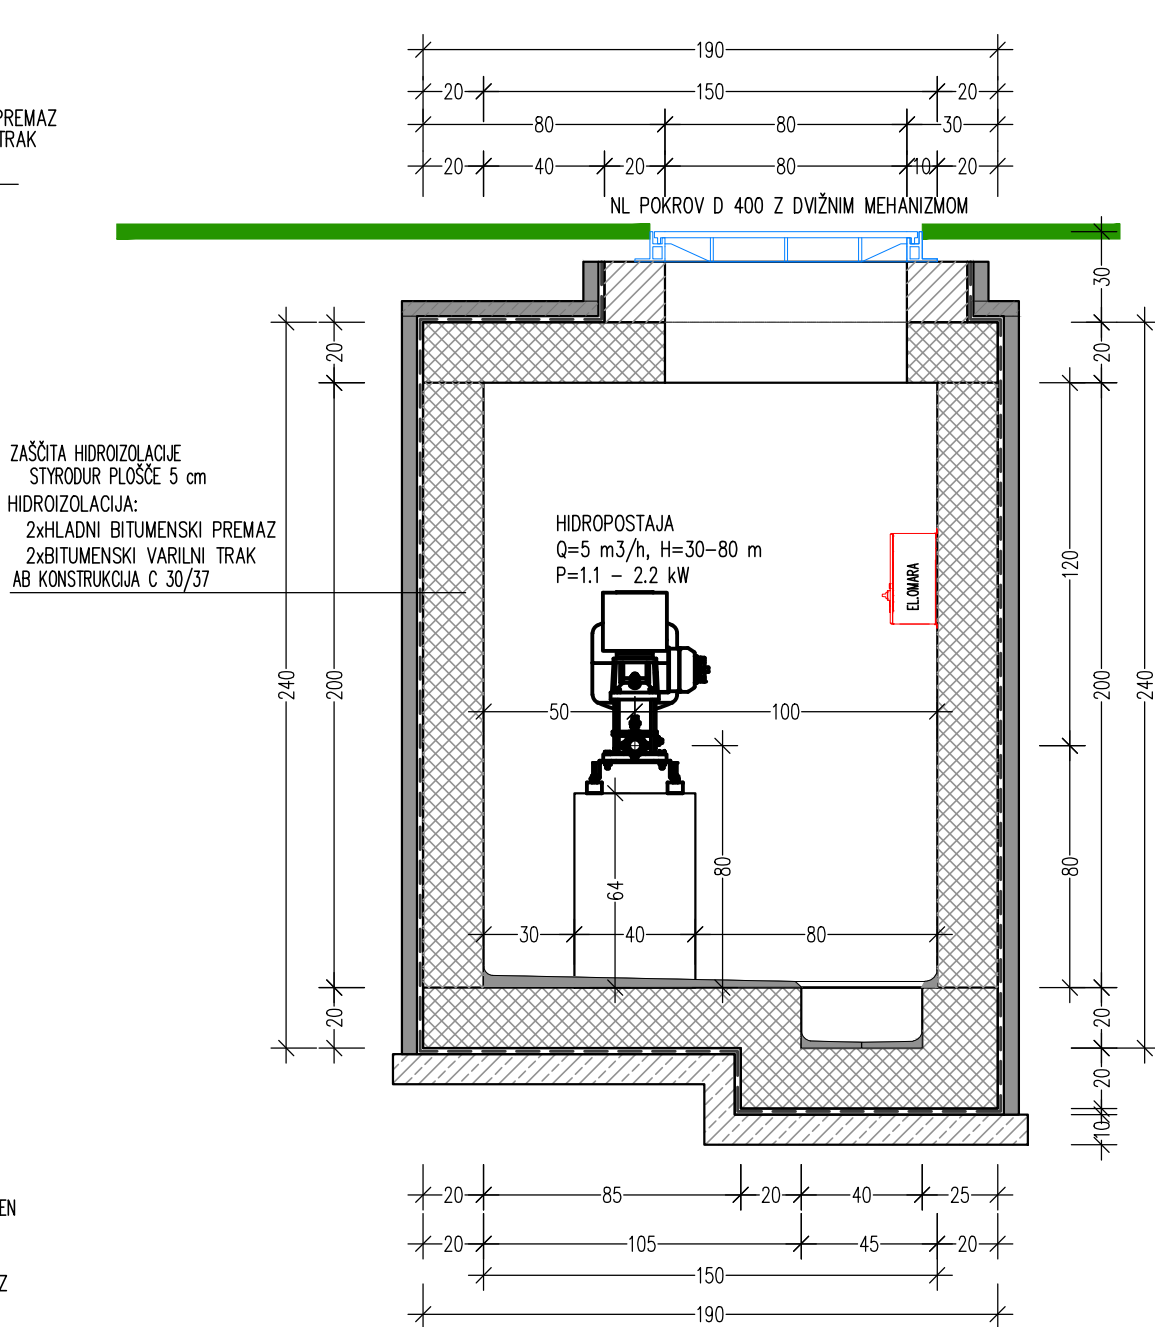 190
20 150 20
80 80 30
20 40 20 80 10 20
PREMAZ
TRAK
NL POKROV D 400 Z DVIŽNIM MEHANIZMOM
30
20
20
ZAŠČITA HIDROIZOLACIJE
STYRODUR PLOŠČE 5 cm
HIDROIZOLACIJA:
2xHLADNI BITUMENSKI PREMAZ
2xBITUMENSKI VARILNI TRAK
AB KONSTRUKCIJA C 30/37
HIDROPOSTAJA
Q=5 m3/h, H=30-80 m
P=1.1 - 2.2 kW
EL.OMARA
120
240
200
200
240
50 100
80
80
64
30 40 80
20
20
20
10
20 85 20 40 25
EN
20 105 45 20
150
Z
190